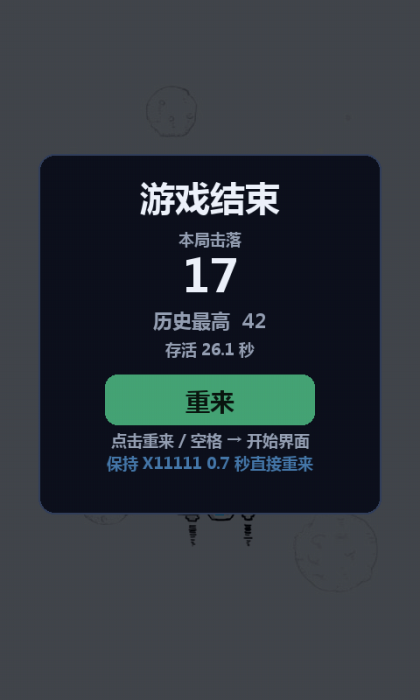 游戏结束
本局击落
17
历史最高 42
存活 26.1 秒
重来
点击重来 / 空格 → 开始界面
保持 X11111 0.7 秒直接重来